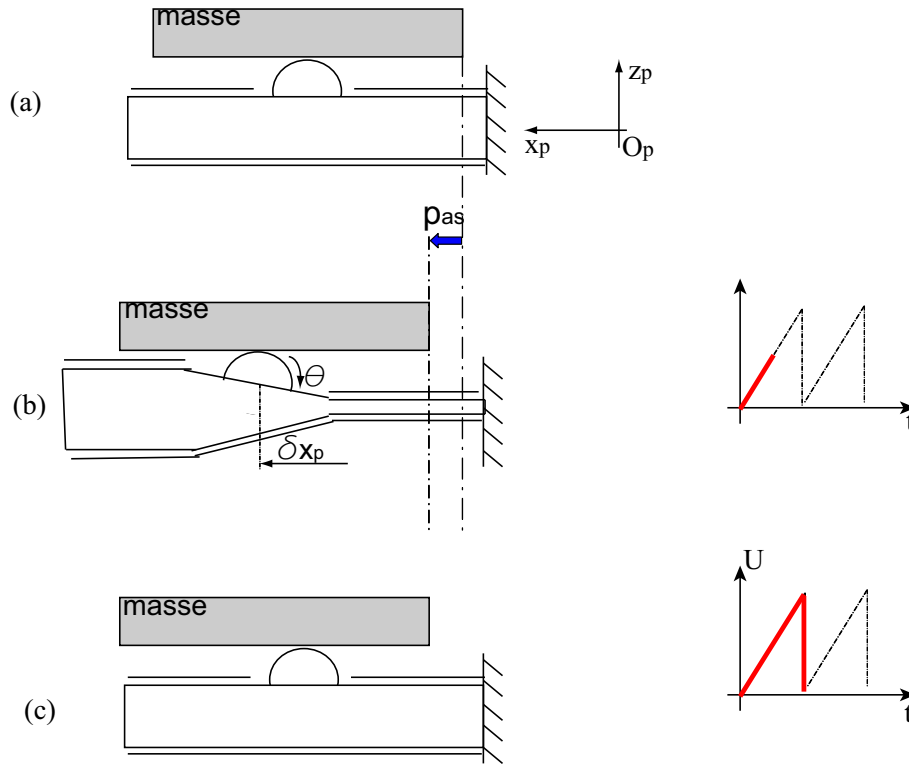 masse
(a)
zp
xp
Op
pas
masse
θ
(b)
δxp
t
U
masse
(c)
t